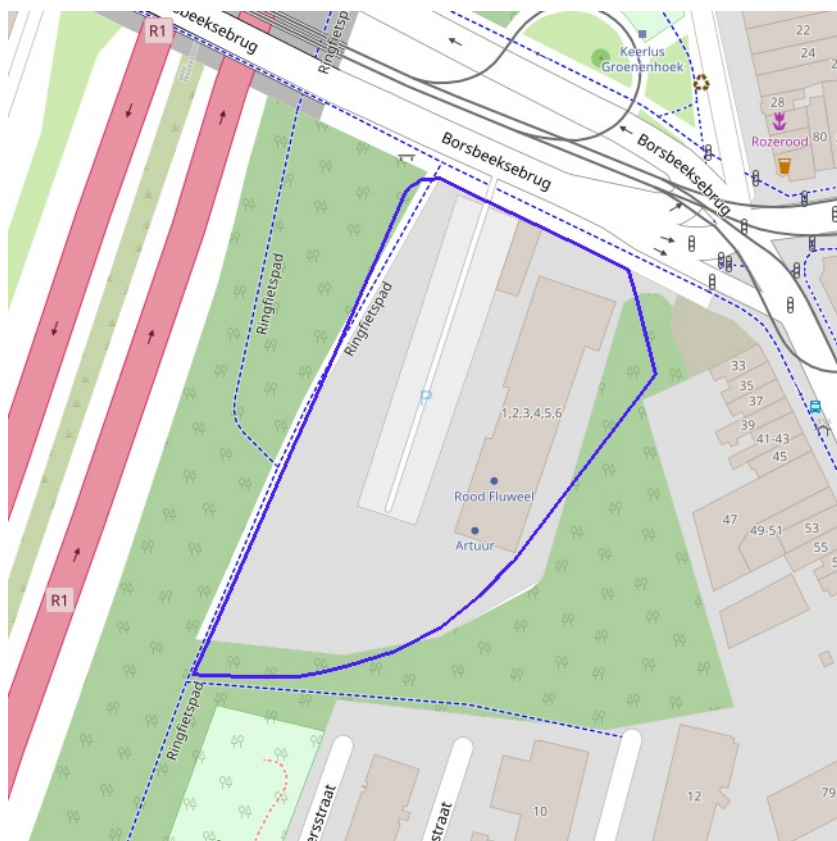 R1
Borsbeeksebrug
Ringfietspad
Keerlus
Groenenhoek
22
24
28
Rozerood
80
Borsbeeksebrug
Borsbeeksebrug
Ringfietspad
Ringfietspad
33
35
37
P
1,2,3,4,5,6
39
41-43
45
Rood Fluweel
47
49-51
53
Artuur
55
R1
Ringfietspad
10
12
79
straat